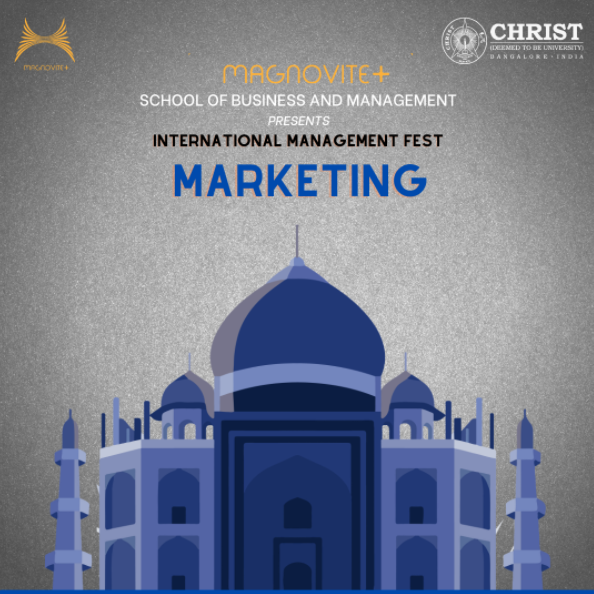 MAGNOVITE+
CHRIST
(DEEMED TO BE UNIVERSITY)
BANGALORE · INDIA
MAGNOVITE+
SCHOOL OF BUSINESS AND MANAGEMENT
PRESENTS
INTERNATIONAL MANAGEMENT FEST
MARKETING